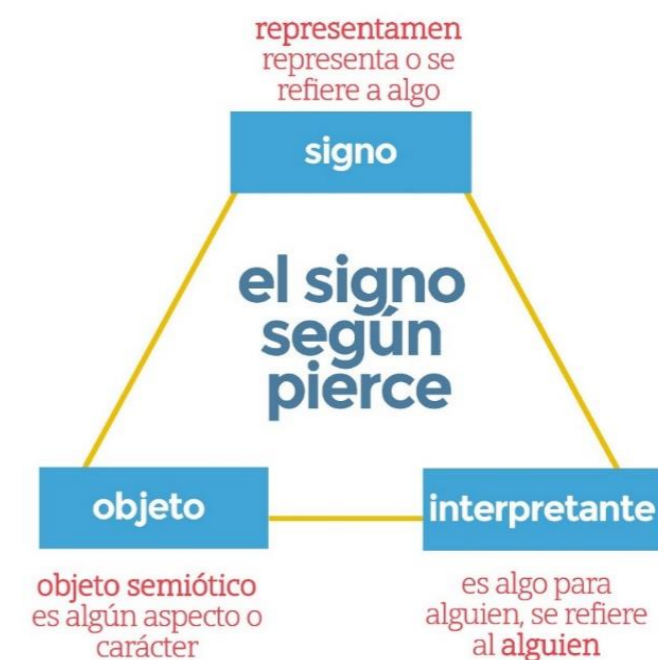 representamen
representa o se
refiere a algo
signo
el signo
según
pierce
objeto
interpretante
objeto semiótico
es algún aspecto o
carácter
es algo para
alguien, se refiere
al alguien